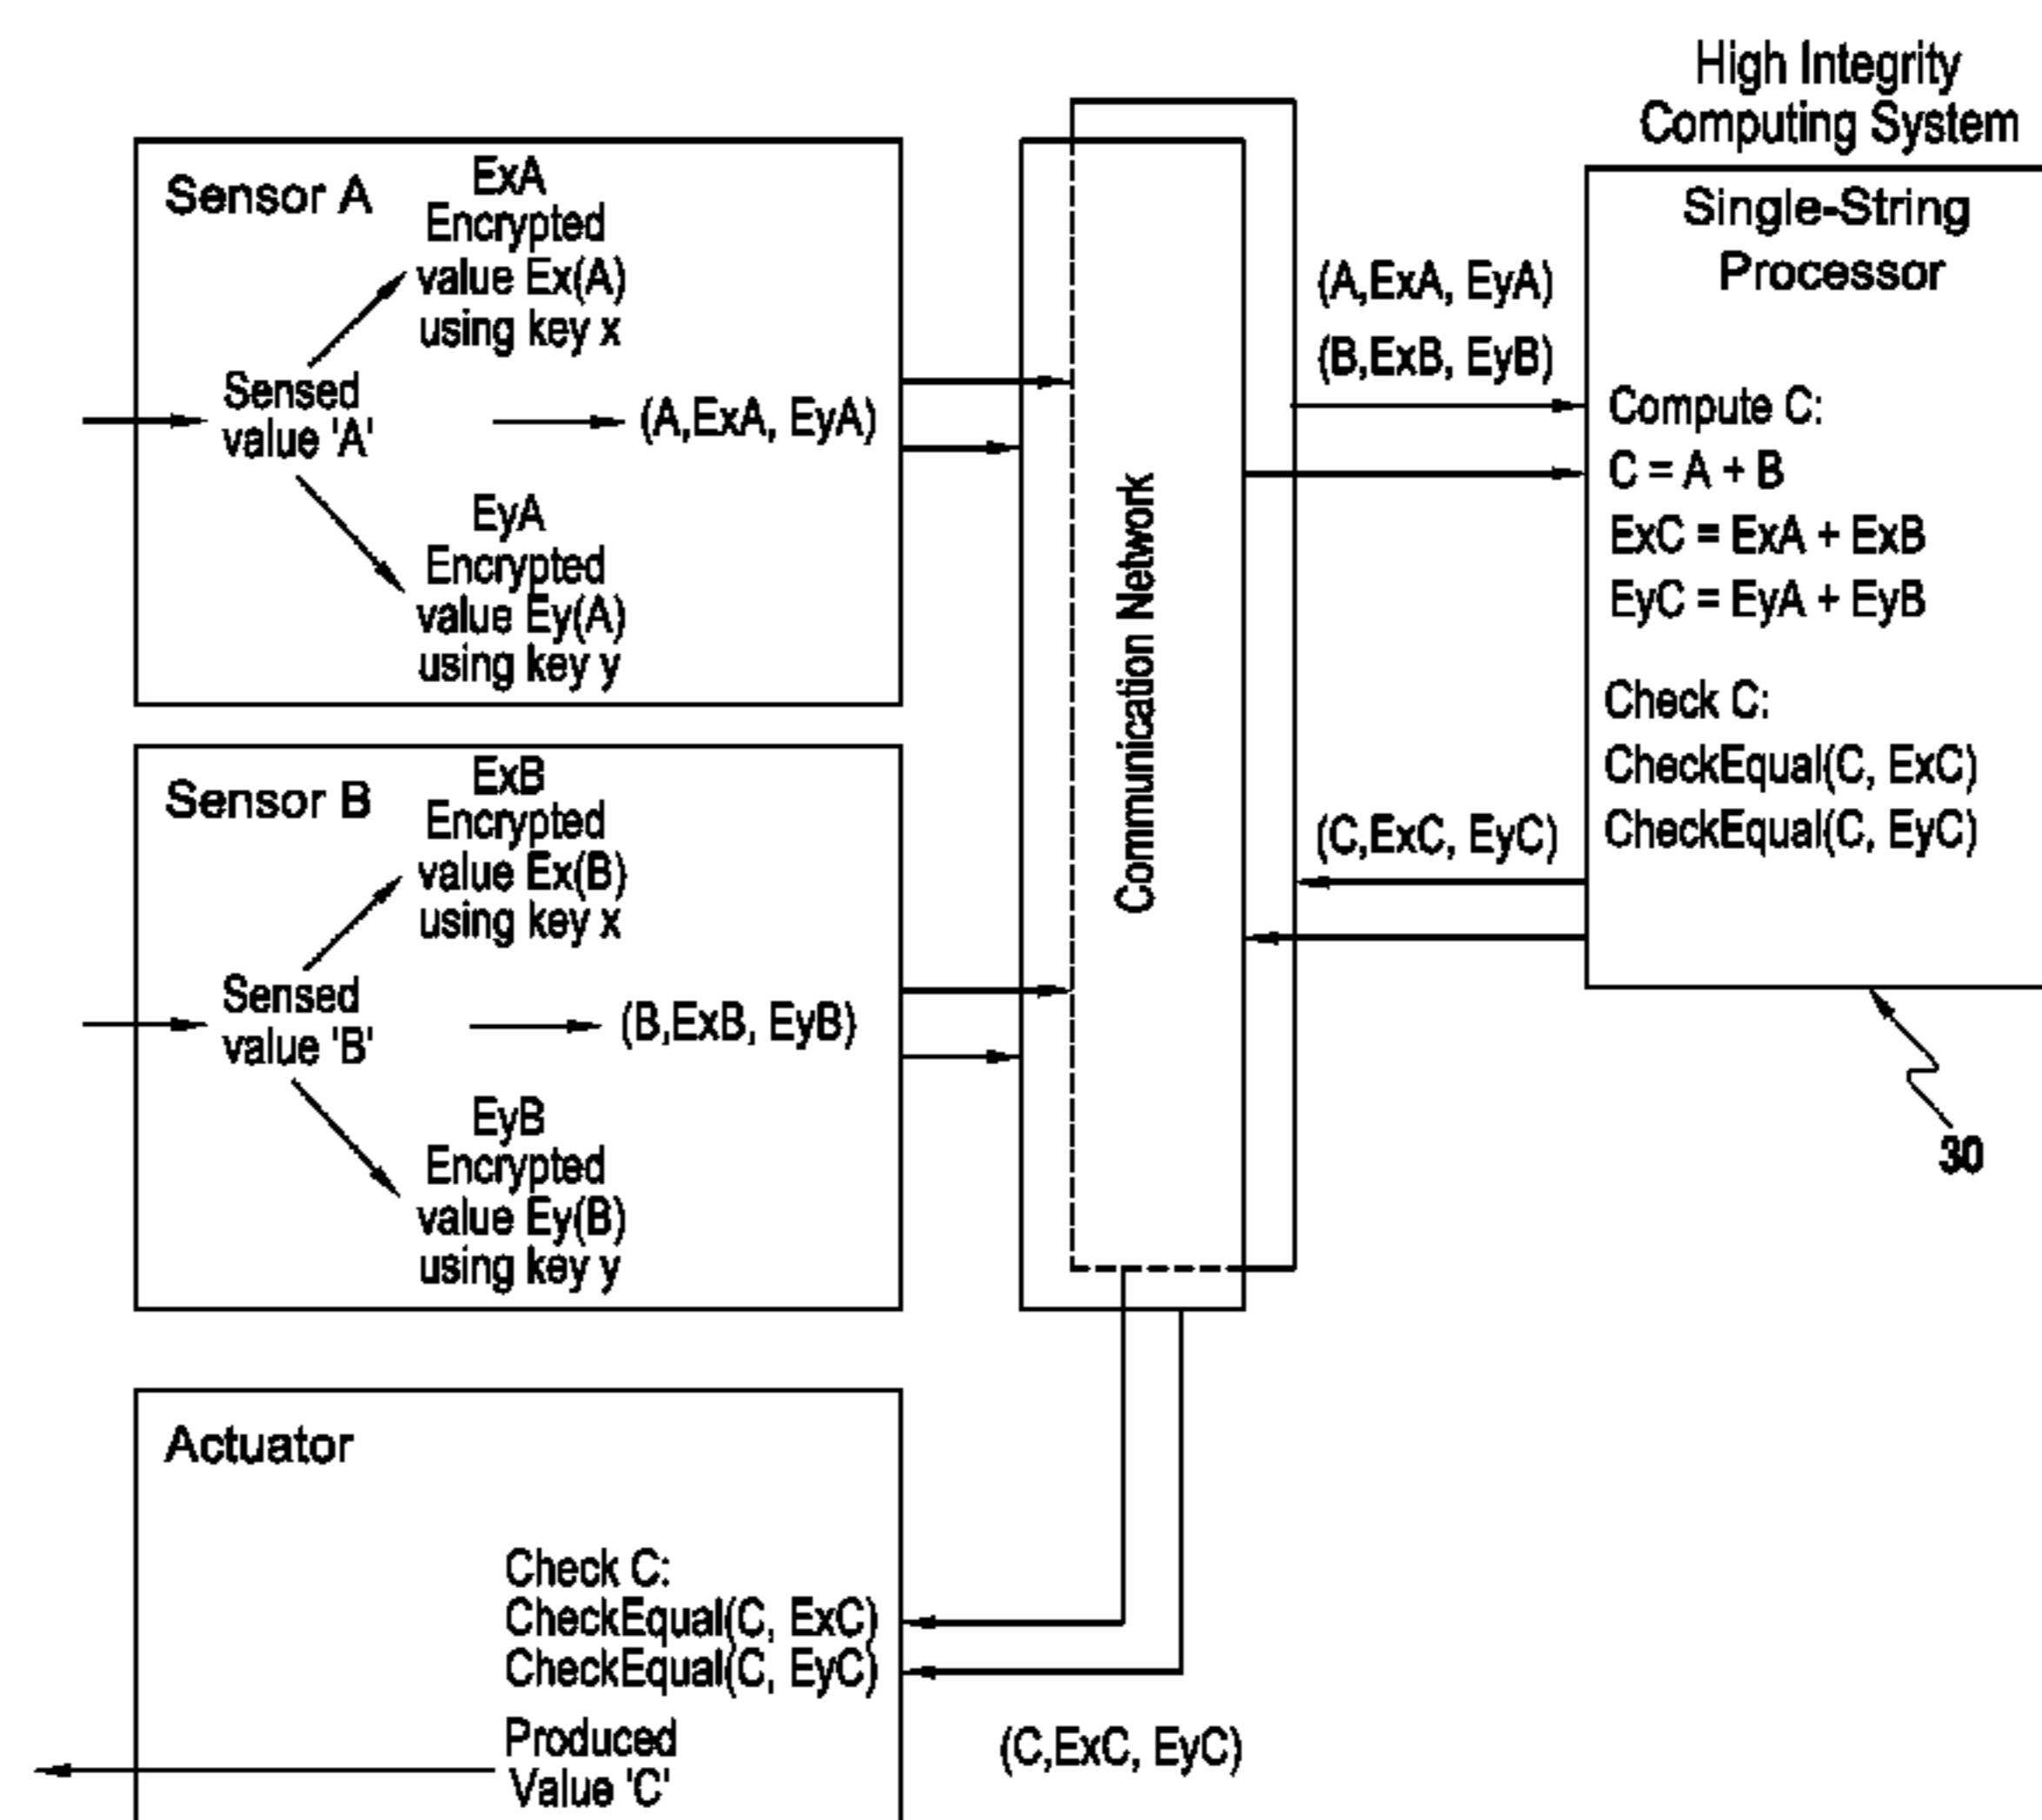 High Integrity
Computing System
Sensor A
ExA
Encrypted
value Ex(A)
using key x
Sensed
value 'A'
(A,ExA, EyA)
EyA
Encrypted
value Ey(A)
using key y
Sensor B
ExB
Encrypted
value Ex(B)
using key x
Sensed
value 'B'
(B,ExB, EyB)
EyB
Encrypted
value Ey(B)
using key y
Communication Network
(A,ExA, EyA)
(B,ExB, EyB)
Single-String
Processor
Compute C:
C = A + B
ExC = ExA + ExB
EyC = EyA + EyB
Check C:
CheckEqual(C, ExC)
CheckEqual(C, EyC)
(C,ExC, EyC)
30
Actuator
Check C:
CheckEqual(C, ExC)
CheckEqual(C, EyC)
Produced
Value 'C'
(C,ExC, EyC)